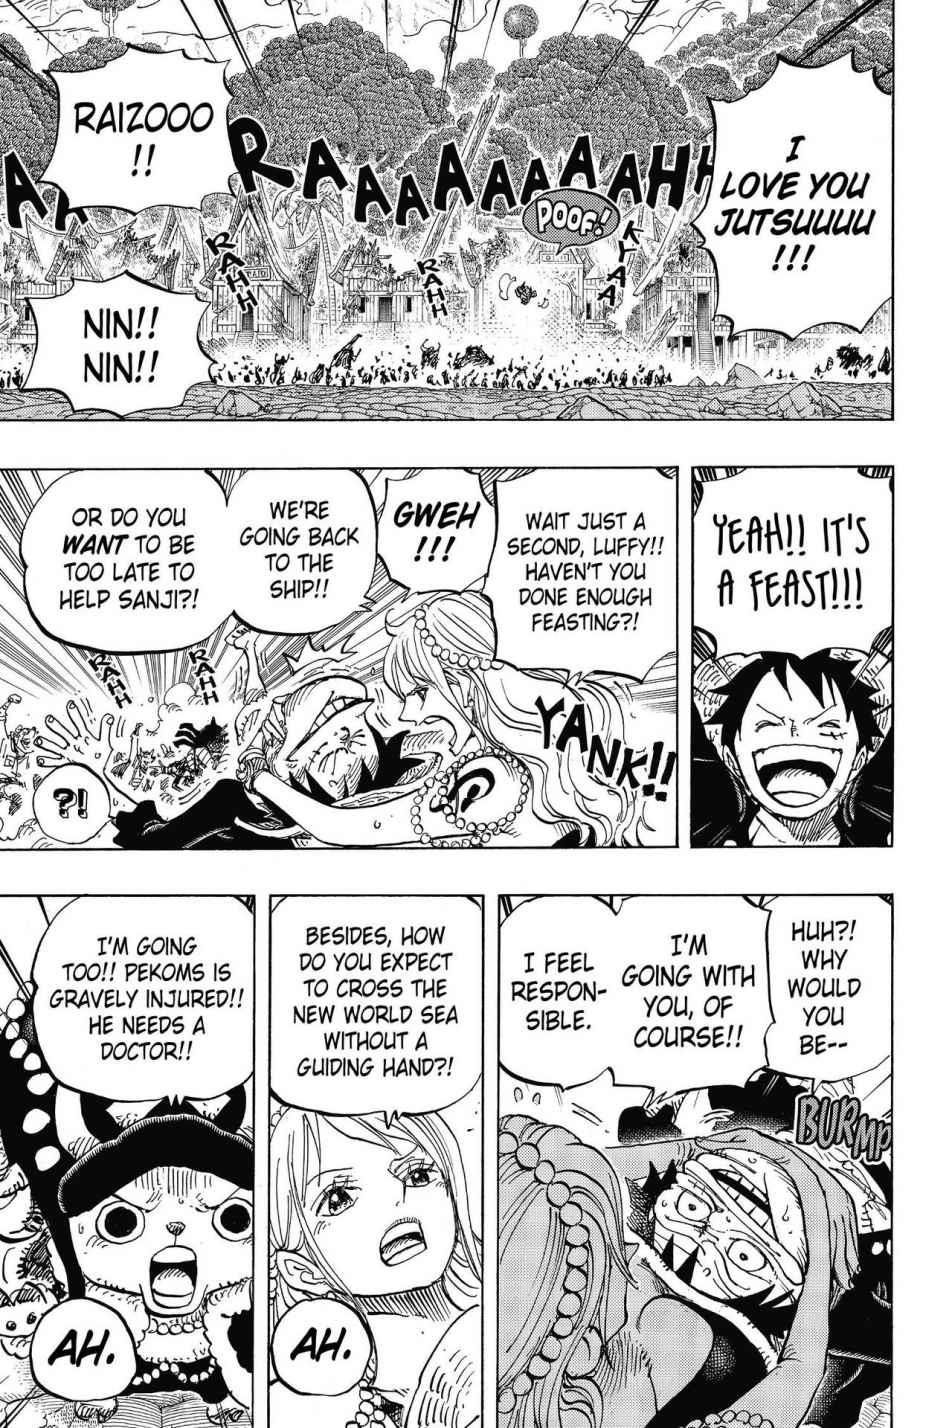 I
LOVE YOU
JUTSUUUU
!!!
RAIZOOO
!!
RAAAAAAAAHH
POOF!
KYAA
RAHH
RAHH
NIN!!
NIN!!
YEAH!! IT'S
A FEAST!!!
WAIT JUST A
SECOND, LUFFY!!
HAVEN'T YOU
DONE ENOUGH
FEASTING?!
GWEH
!!!
YANK!!
WE'RE
GOING BACK
TO THE
SHIP!!
OR DO YOU
WANT TO BE
TOO LATE TO
HELP SANJI?!
RAHH
RAHH
?!
HUH?!
WHY
WOULD
YOU
BE--
BURMP
I'M
GOING WITH
YOU, OF
COURSE!!
I FEEL
RESPON-
SIBLE.
BESIDES, HOW
DO YOU EXPECT
TO CROSS THE
NEW WORLD SEA
WITHOUT A
GUIDING HAND?!
AH.
I'M GOING
TOO!! PEKOMS IS
GRAVELY INJURED!!
HE NEEDS A
DOCTOR!!
AH.